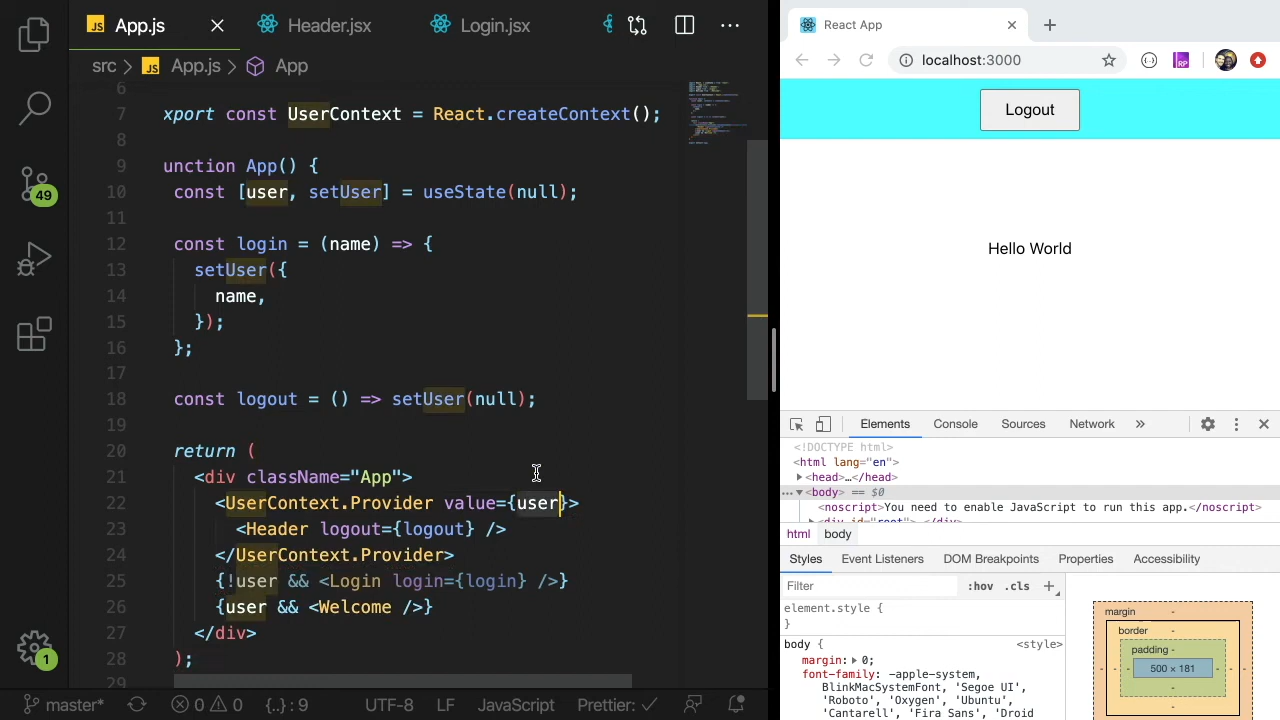 JS App.js
Header.jsx
Login.jsx
src > JS App.js > App
6
7 xport const UserContext = React.createContext();
8
9 unction App() {
10 const [user, setUser] = useState(null);
11
12 const login = (name) => {
13 setUser({
14 name,
15 });
16 };
17
18 const logout = () => setUser(null);
19
20 return (
21 <div className="App">
22 <UserContext.Provider value={user}>
23 <Header logout={logout} />
24 </UserContext.Provider>
25 {!user && <Login login={login} />}
26 {user && <Welcome />}
27 </div>
28 );
29
49
1
master*
0 0
{..} : 9
UTF-8
LF
JavaScript
Prettier: ✓
React App
localhost:3000
RP
Logout
Hello World
Elements
Console
Sources
Network
»
<!DOCTYPE html>
<html lang="en">
<head>…</head>
<body> == $0
<noscript>You need to enable JavaScript to run this app.</noscript>
<div id="root">…</div>
html body
Styles
Event Listeners
DOM Breakpoints
Properties
Accessibility
Filter
:hov .cls +
element.style {
}
body { <style>
margin: 0;
font-family: -apple-system,
BlinkMacSystemFont, 'Segoe UI',
'Roboto', 'Oxygen', 'Ubuntu',
'Cantarell', 'Fira Sans', 'Droid
margin -
border -
padding -
500 × 181